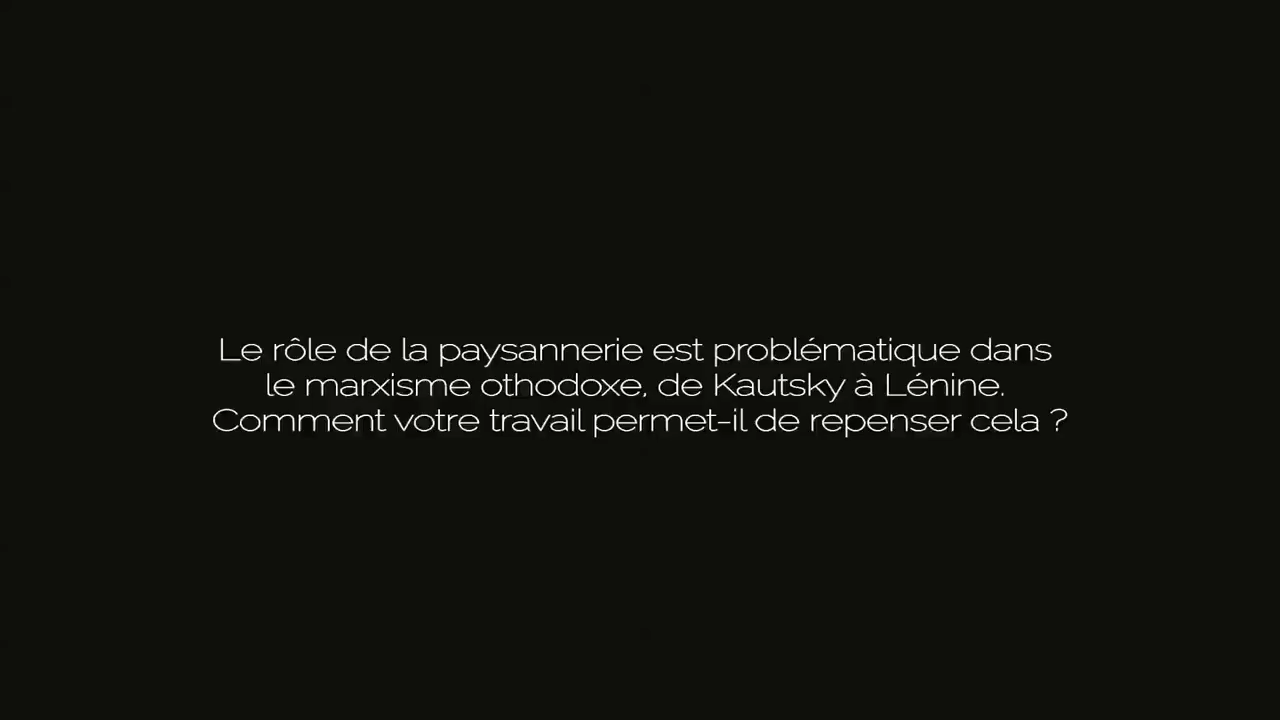 Le rôle de la paysannerie est problématique dans
le marxisme othodoxe, de Kautsky à Lénine.
Comment votre travail permet-il de repenser cela ?